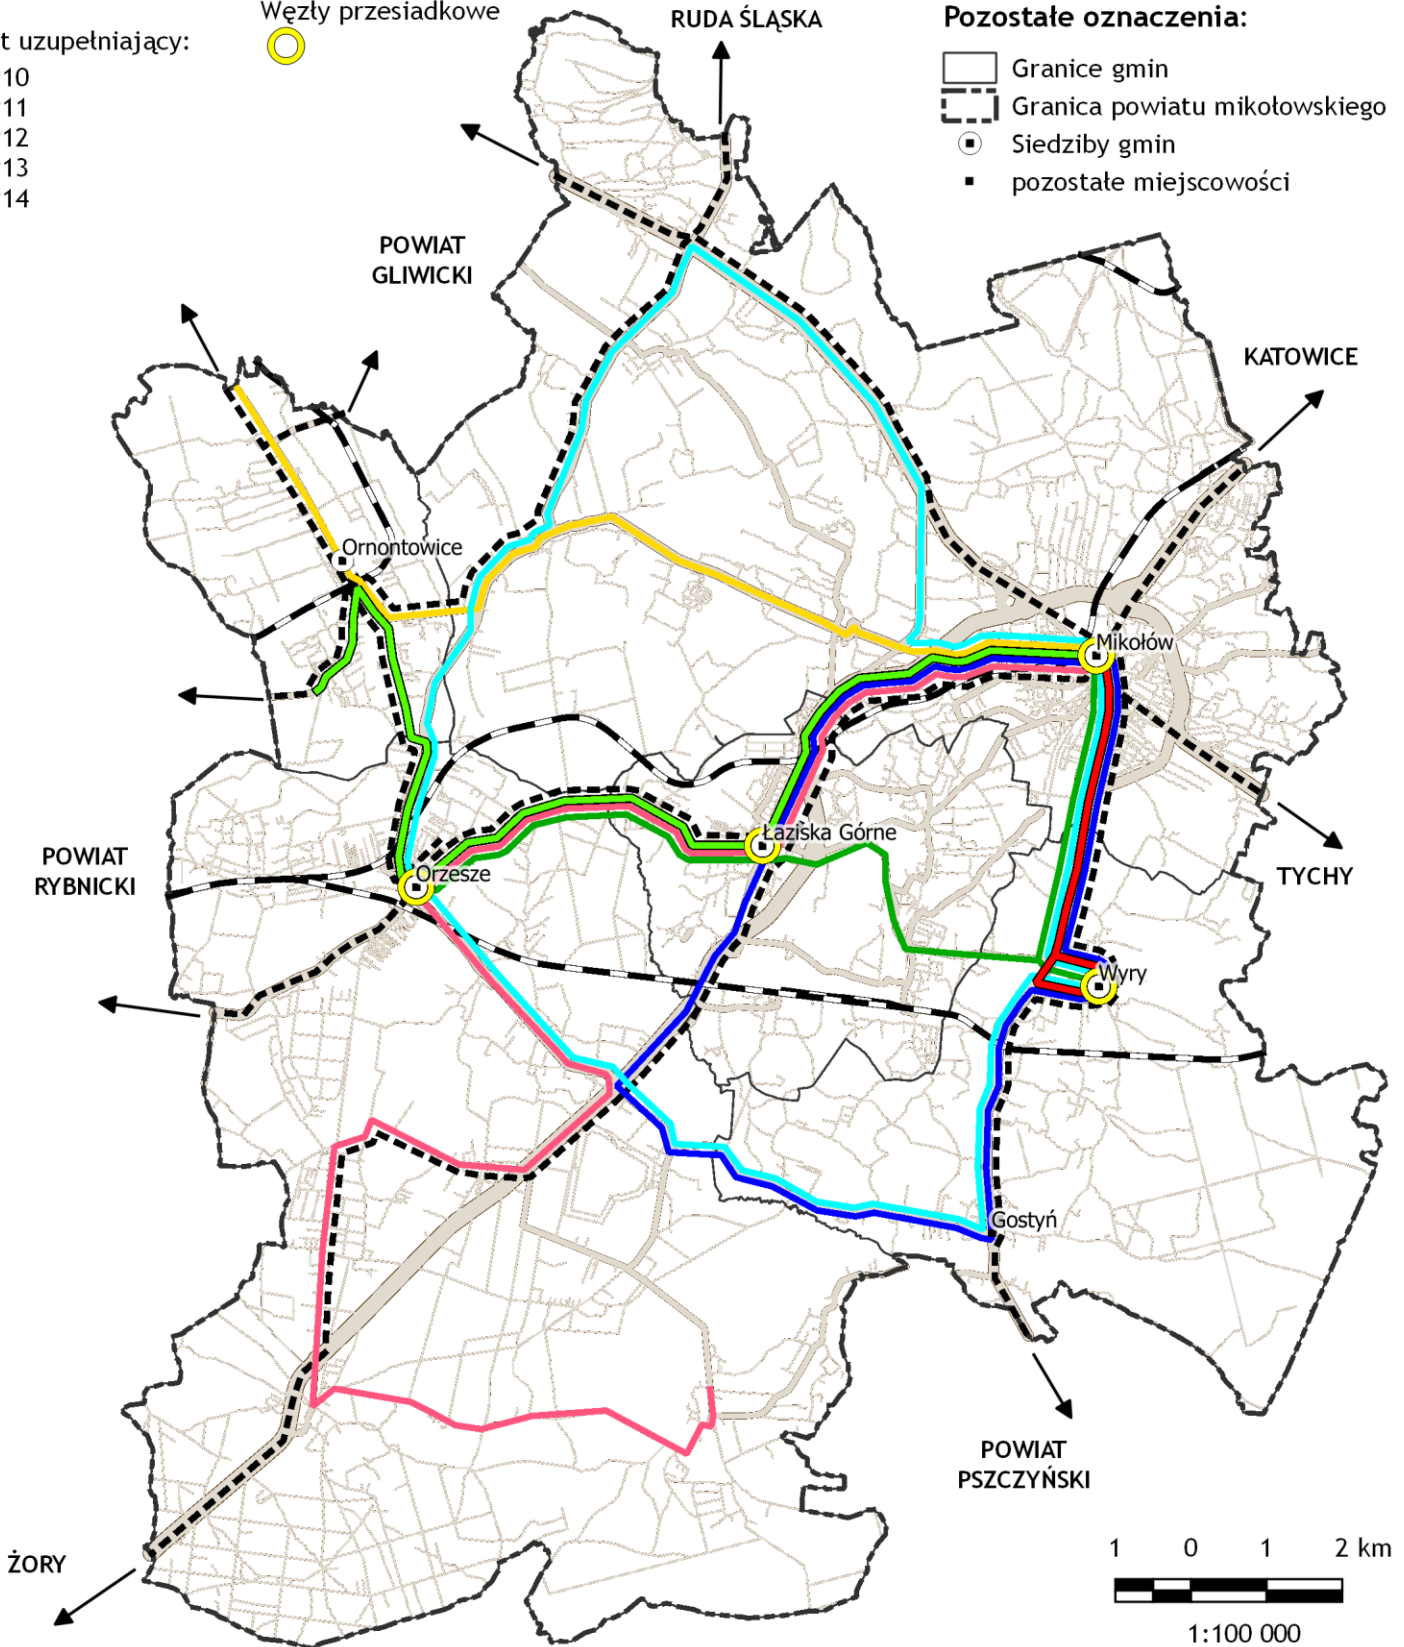 Węzły przesiadkowe
t uzupełniający:
10
11
12
13
14
RUDA ŚLĄSKA
Pozostałe oznaczenia:
Granice gmin
Granica powiatu mikołowskiego
Siedziby gmin
pozostałe miejscowości
POWIAT
GLIWICKI
KATOWICE
Ornontowice
Mikołów
Łaziska Górne
POWIAT
RYBNICKI
Orzesze
TYCHY
Wyry
Gostyń
POWIAT
PSZCZYŃSKI
ŻORY
1 0 1 2 km
1:100 000